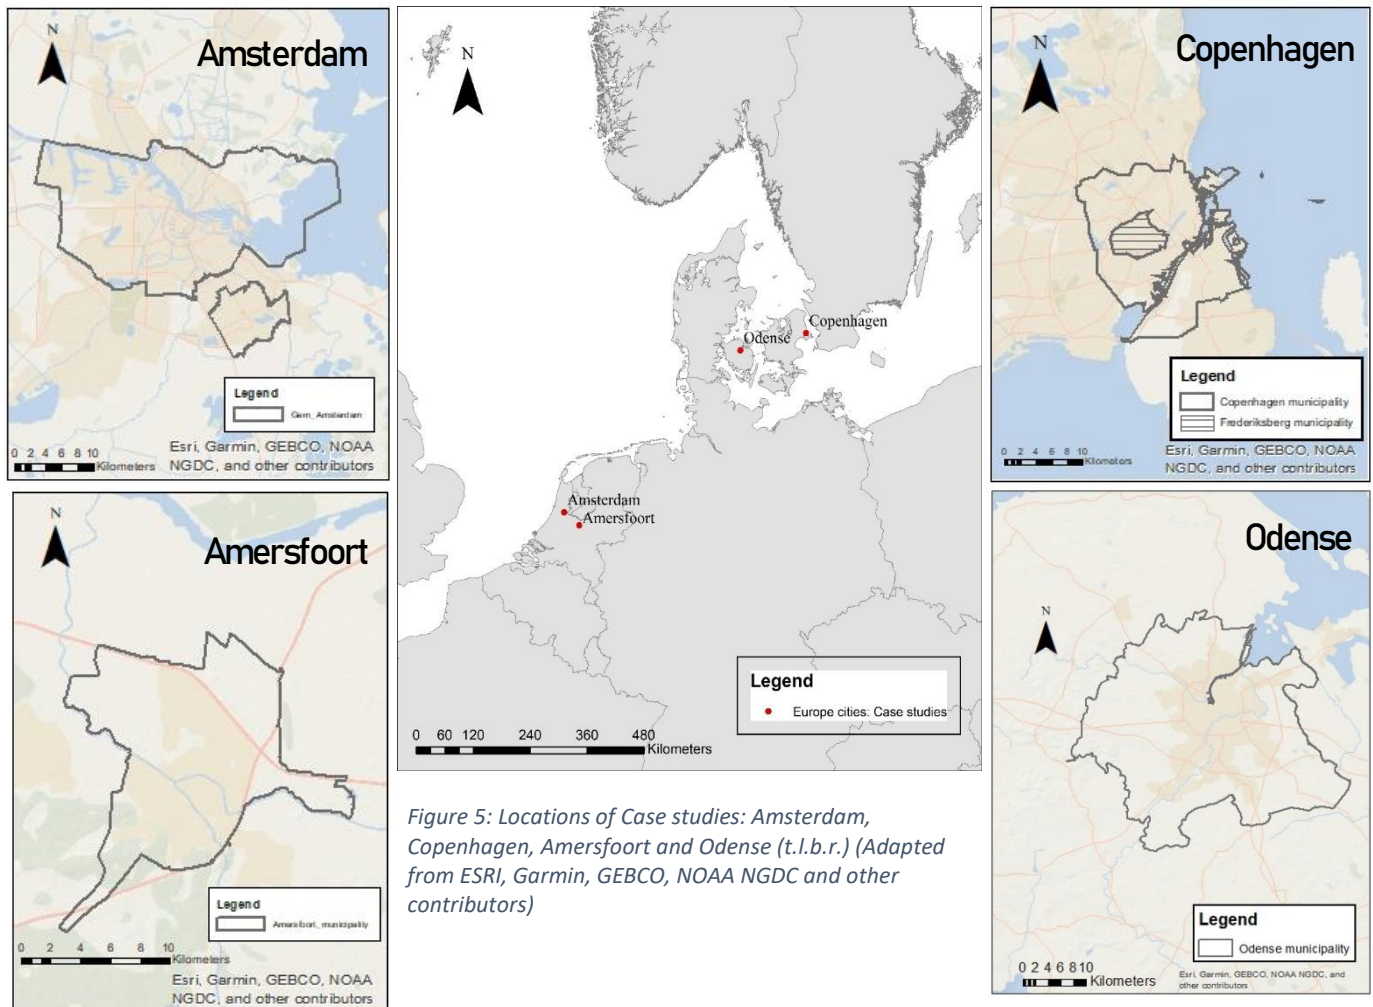 N
Amsterdam
Legend
Gem_Amsterdam
0 2 4 6 8 10
Kilometers
Esri, Garmin, GEBCO, NOAA
NGDC, and other contributors
N
Copenhagen
Odense
Amsterdam
Amersfoort
Legend
Europe cities: Case studies
0 60 120 240 360 480
Kilometers
N
Copenhagen
Legend
Copenhagen municipality
Frederiksberg municipality
0 2 4 6 8 10
Kilometers
Esri, Garmin, GEBCO, NOAA
NGDC, and other contributors
N
Amersfoort
Legend
Amersfoort_municipality
0 2 4 6 8 10
Kilometers
Esri, Garmin, GEBCO, NOAA
NGDC, and other contributors
N
Odense
Legend
Odense municipality
0 2 4 6 8 10
Kilometers
Esri, Garmin, GEBCO, NOAA NGDC, and
other contributors
Figure 5: Locations of Case studies: Amsterdam,
Copenhagen, Amersfoort and Odense (t.l.b.r.) (Adapted
from ESRI, Garmin, GEBCO, NOAA NGDC and other
contributors)